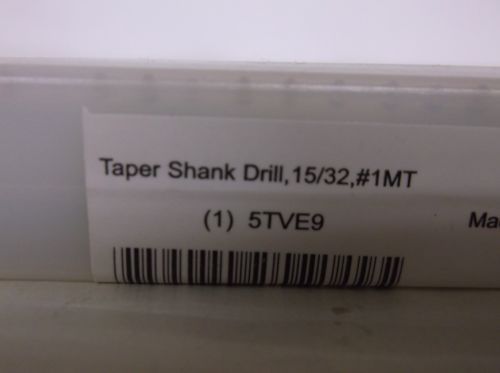 Taper Shank Drill,15/32,#1MT
(1) 5TVE9